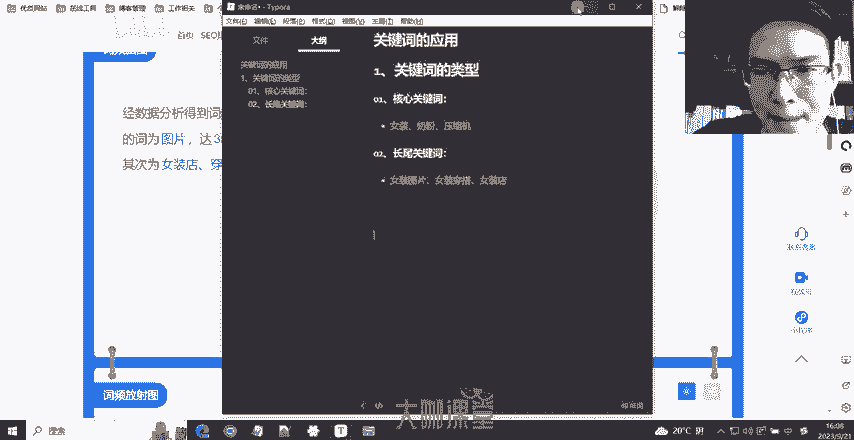 优质网站
在线工具
博客管理
工作相关
未命名• - Typora
文件(F) 编辑(E) 段落(P) 格式(O) 视图(V) 主题(T) 帮助(H)
首页
文件
大纲
关键词的应用
1、关键词的类型
01、核心关键词:
02、长尾关键词:
关键词的应用
1、关键词的类型
01、核心关键词:
女装、奶粉、压缩机
02、长尾关键词:
女装图片、女装穿搭、女装店
经数据分析得到词
的词为 图片，达 3
其次为 女装店、穿
词频放射图
大咖课堂
搜索
20°C 阴
16:08
2023/9/21